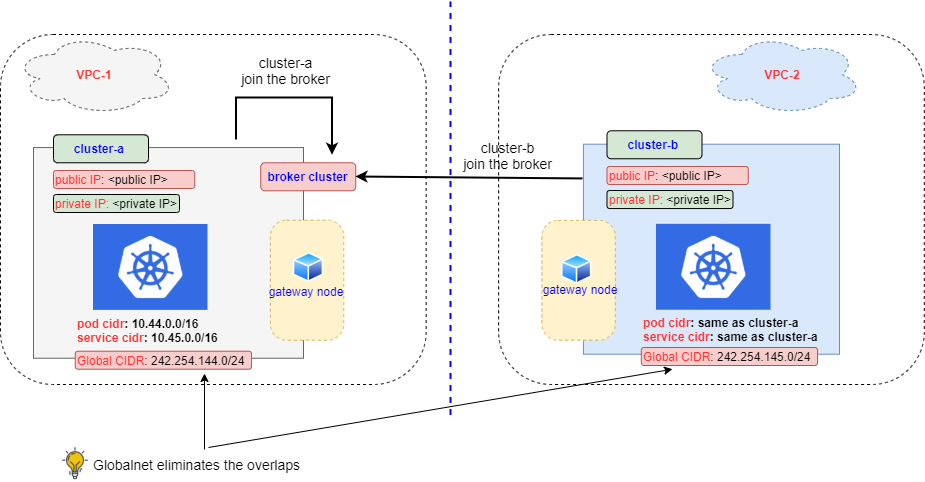 VPC-1
cluster-a
join the broker
cluster-a
broker cluster
public IP: <public IP>
private IP: <private IP>
gateway node
pod cidr: 10.44.0.0/16
service cidr: 10.45.0.0/16
Global CIDR: 242.254.144.0/24
cluster-b
join the broker
VPC-2
cluster-b
public IP: <public IP>
private IP: <private IP>
gateway node
pod cidr: same as cluster-a
service cidr: same as cluster-a
Global CIDR: 242.254.145.0/24
Globalnet eliminates the overlaps